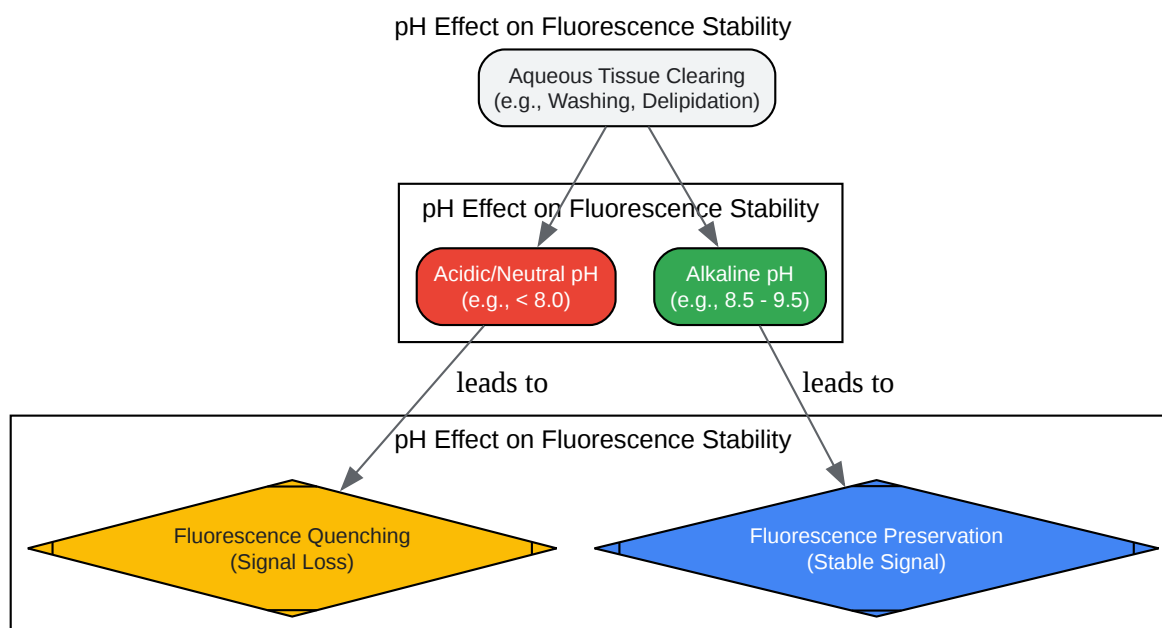 pH Effect on Fluorescence Stability
Aqueous Tissue Clearing
(e.g., Washing, Delipidation)
pH Effect on Fluorescence Stability
Acidic/Neutral pH
(e.g., < 8.0)
Alkaline pH
(e.g., 8.5 - 9.5)
leads to
leads to
pH Effect on Fluorescence Stability
Fluorescence Quenching
(Signal Loss)
Fluorescence Preservation
(Stable Signal)